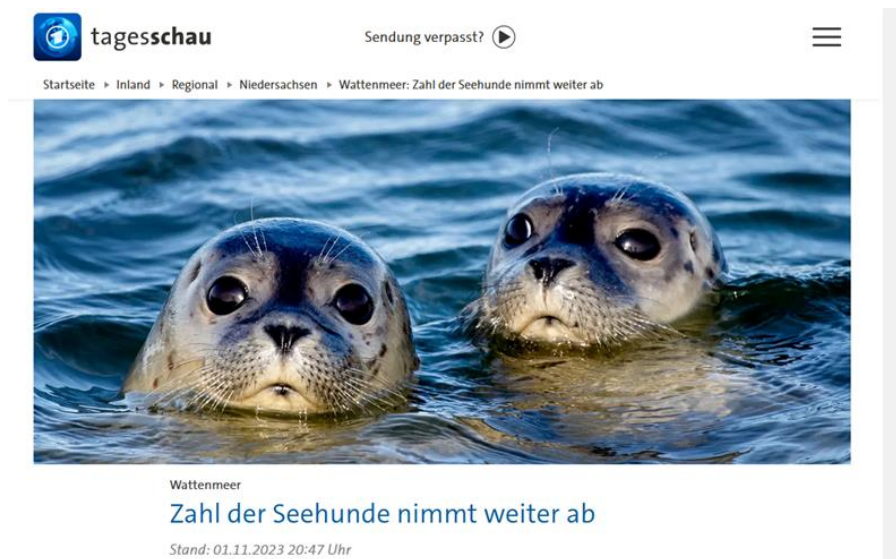 tagesschau
Sendung verpasst?
Startseite ▸ Inland ▸ Regional ▸ Niedersachsen ▸ Wattenmeer: Zahl der Seehunde nimmt weiter ab
Wattenmeer
Zahl der Seehunde nimmt weiter ab
Stand: 01.11.2023 20:47 Uhr